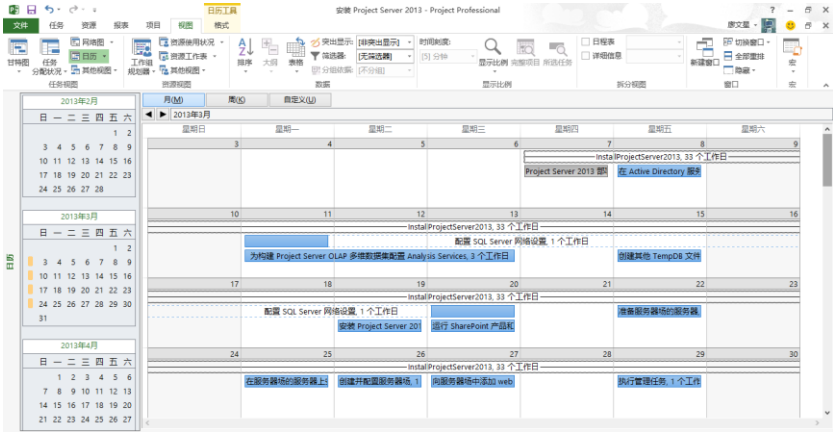 日历工具
安装 Project Server 2013 - Project Professional
文件 任务 资源 报表 项目 视图 格式
甘特图
任务分配状况
网络图
日历
其他视图
任务视图
工作组规划器
资源使用状况
资源工作表
其他视图
资源视图
排序 大纲 表格
突出显示: [非突出显示]
筛选器: [无筛选器]
分组依据: [不分组]
数据
时间刻度:
[5] 分钟
显示比例 完整项目 所选任务
显示比例
日程表
详细信息
拆分视图
新建窗口
切换窗口
全部重排
隐藏
窗口
宏
宏
日历
2013年2月
日 一 二 三 四 五 六
1 2
3 4 5 6 7 8 9
10 11 12 13 14 15 16
17 18 19 20 21 22 23
24 25 26 27 28
2013年3月
日 一 二 三 四 五 六
1 2
3 4 5 6 7 8 9
10 11 12 13 14 15 16
17 18 19 20 21 22 23
24 25 26 27 28 29 30
31
2013年4月
日 一 二 三 四 五 六
1 2 3 4 5 6
7 8 9 10 11 12 13
14 15 16 17 18 19 20
21 22 23 24 25 26 27
月(M) 周(K) 自定义(U)
2013年3月
星期日 星期一 星期二 星期三 星期四 星期五 星期六
3 4 5 6 7 8 9
InstallProjectServer2013, 33 个工作日
Project Server 2013 部 在 Active Directory 服务
10 11 12 13 14 15 16
InstallProjectServer2013, 33 个工作日
配置 SQL Server 网络设置, 1 个工作日
为构建 Project Server OLAP 多维数据集配置 Analysis Services, 3 个工作日 创建其他 TempDB 文件
17 18 19 20 21 22 23
InstallProjectServer2013, 33 个工作日
配置 SQL Server 网络设置, 1 个工作日 准备服务器场的服务器,
安装 Project Server 201 运行 SharePoint 产品和
24 25 26 27 28 29 30
InstallProjectServer2013, 33 个工作日
在服务器场的服务器上 创建并配置服务器场, 1 向服务器场中添加 web 执行管理任务, 1 个工作